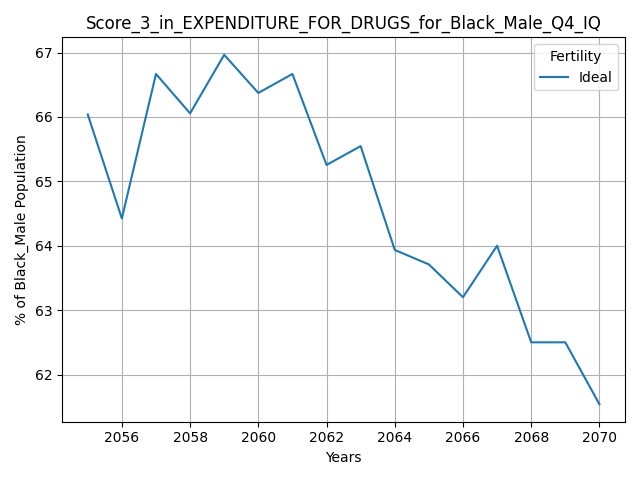 Score_3_in_EXPENDITURE_FOR_DRUGS_for_Black_Male_Q4_IQ
Fertility
Ideal
67
66
65
64
63
62
% of Black_Male Population
2056 2058 2060 2062 2064 2066 2068 2070
Years